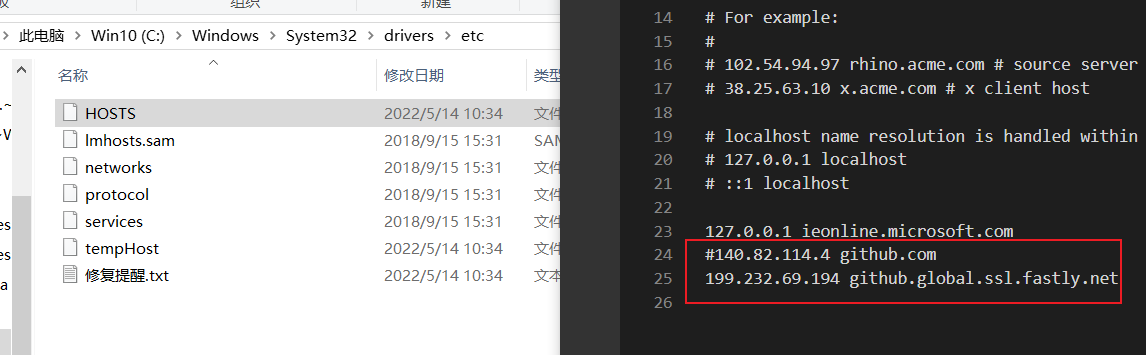 组织
新建
此电脑 > Win10 (C:) > Windows > System32 > drivers > etc
名称 修改日期 类型
HOSTS 2022/5/14 10:34 文件
lmhosts.sam 2018/9/15 15:31 SAM
networks 2018/9/15 15:31 文件
protocol 2018/9/15 15:31 文件
services 2018/9/15 15:31 文件
tempHost 2022/5/14 10:34 文件
修复提醒.txt 2022/5/14 10:34 文本
14 # For example:
15 #
16 # 102.54.94.97 rhino.acme.com # source server
17 # 38.25.63.10 x.acme.com # x client host
18
19 # localhost name resolution is handled within
20 # 127.0.0.1 localhost
21 # ::1 localhost
22
23 127.0.0.1 ieonline.microsoft.com
24 #140.82.114.4 github.com
25 199.232.69.194 github.global.ssl.fastly.net
26